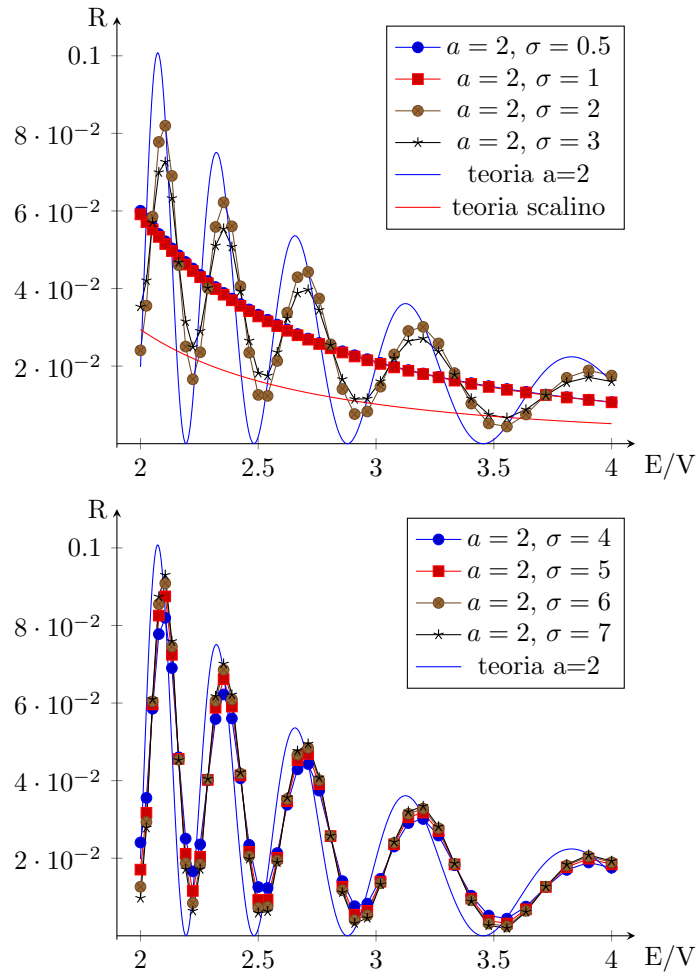 R
0.1
8 · 10⁻²
6 · 10⁻²
4 · 10⁻²
2 · 10⁻²
2 2.5 3 3.5 4 E/V
a = 2, σ = 0.5
a = 2, σ = 1
a = 2, σ = 2
a = 2, σ = 3
teoria a=2
teoria scalino
R
0.1
8 · 10⁻²
6 · 10⁻²
4 · 10⁻²
2 · 10⁻²
2 2.5 3 3.5 4 E/V
a = 2, σ = 4
a = 2, σ = 5
a = 2, σ = 6
a = 2, σ = 7
teoria a=2